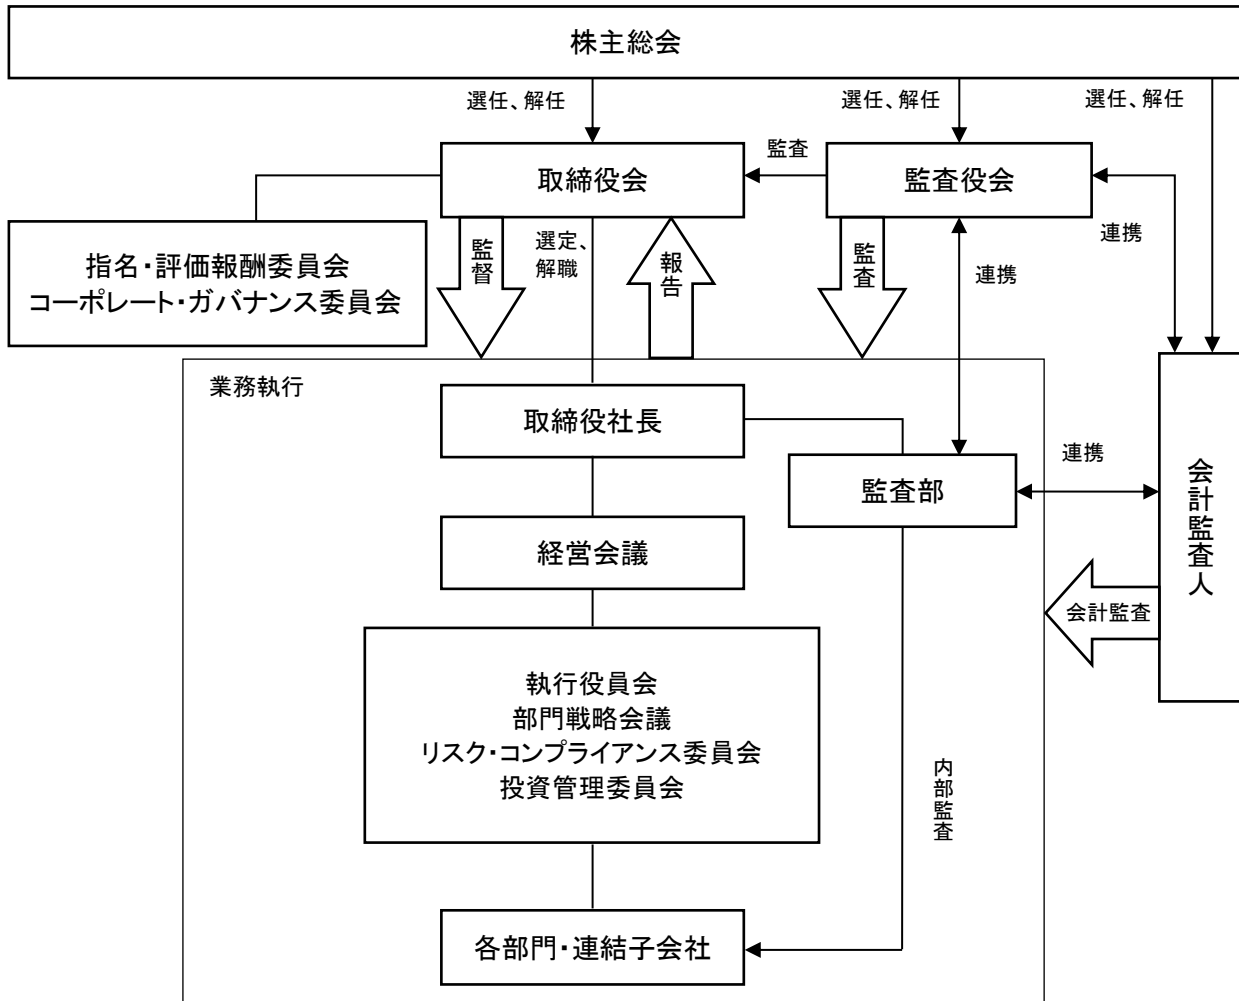 株主総会
選任、解任
選任、解任
選任、解任
取締役会
監査
監査役会
指名・評価報酬委員会
コーポレート・ガバナンス委員会
監督
選定、
解職
報告
監査
連携
連携
業務執行
取締役社長
監査部
連携
会計監査人
経営会議
会計監査
執行役員会
部門戦略会議
リスク・コンプライアンス委員会
投資管理委員会
内部監査
各部門・連結子会社